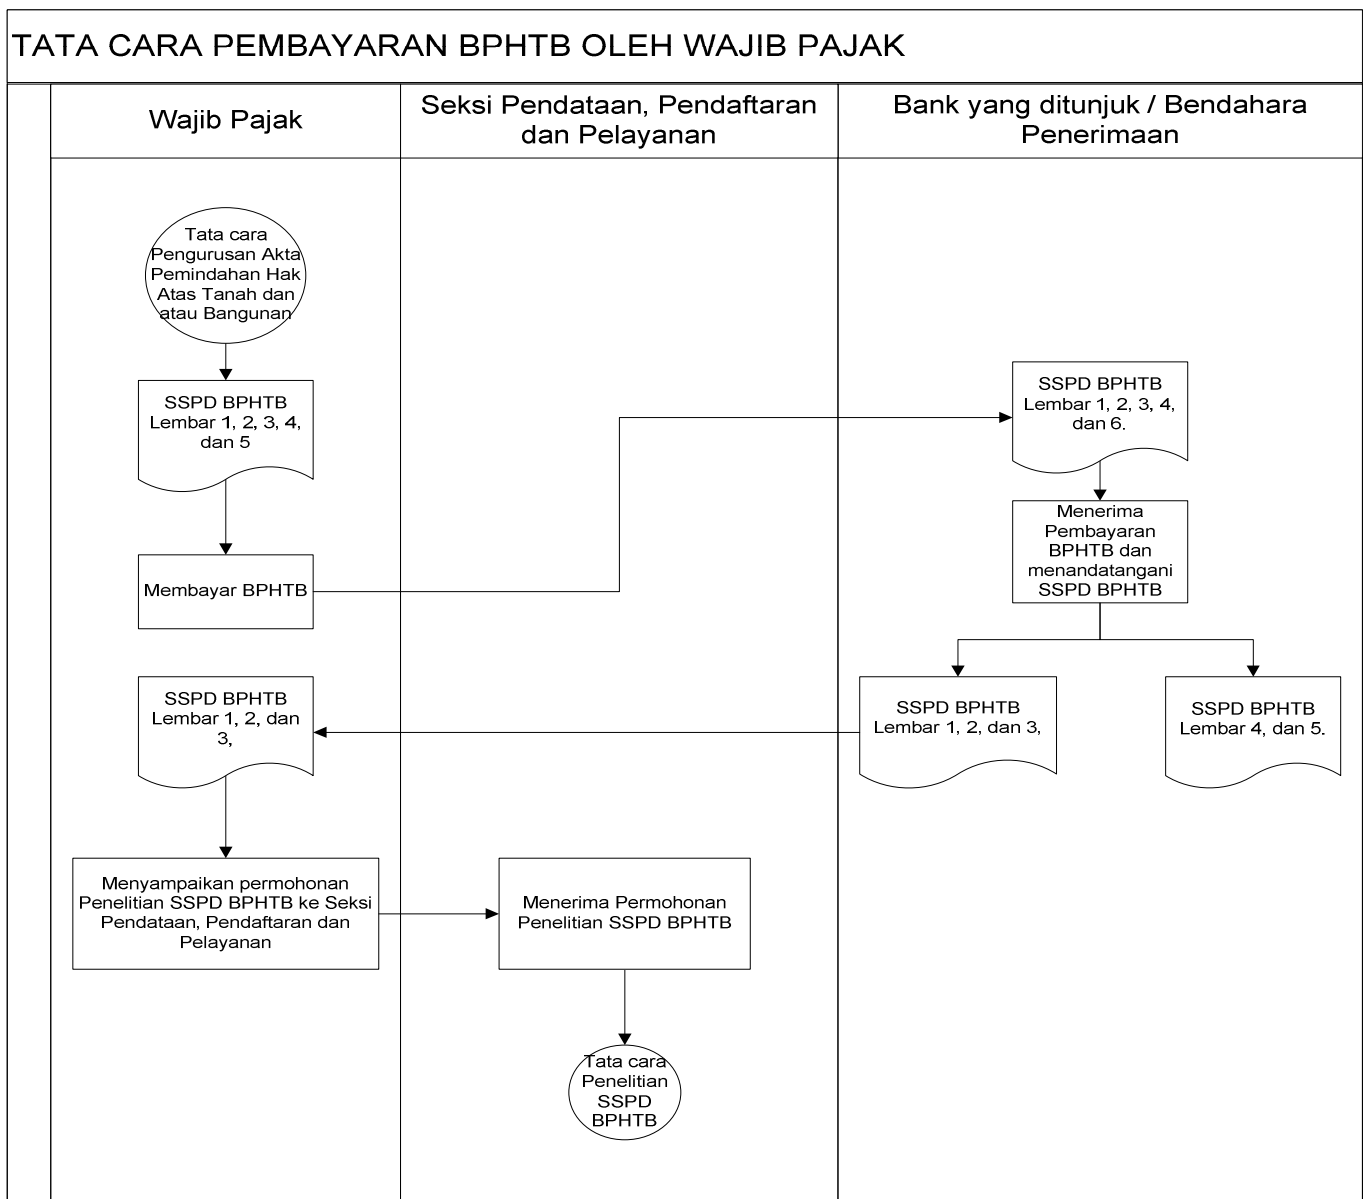 TATA CARA PEMBAYARAN BPHTB OLEH WAJIB PAJAK
Wajib Pajak
Seksi Pendataan, Pendaftaran
dan Pelayanan
Bank yang ditunjuk / Bendahara
Penerimaan
Tata cara
Pengurusan Akta
Pemindahan Hak
Atas Tanah dan
atau Bangunan
SSPD BPHTB
Lembar 1, 2, 3, 4,
dan 5
SSPD BPHTB
Lembar 1, 2, 3, 4,
dan 6.
Membayar BPHTB
Menerima
Pembayaran
BPHTB dan
menandatangani
SSPD BPHTB
SSPD BPHTB
Lembar 1, 2, dan
3,
SSPD BPHTB
Lembar 1, 2, dan 3,
SSPD BPHTB
Lembar 4, dan 5.
Menyampaikan permohonan
Penelitian SSPD BPHTB ke Seksi
Pendataan, Pendaftaran dan
Pelayanan
Menerima Permohonan
Penelitian SSPD BPHTB
Tata cara
Penelitian
SSPD
BPHTB